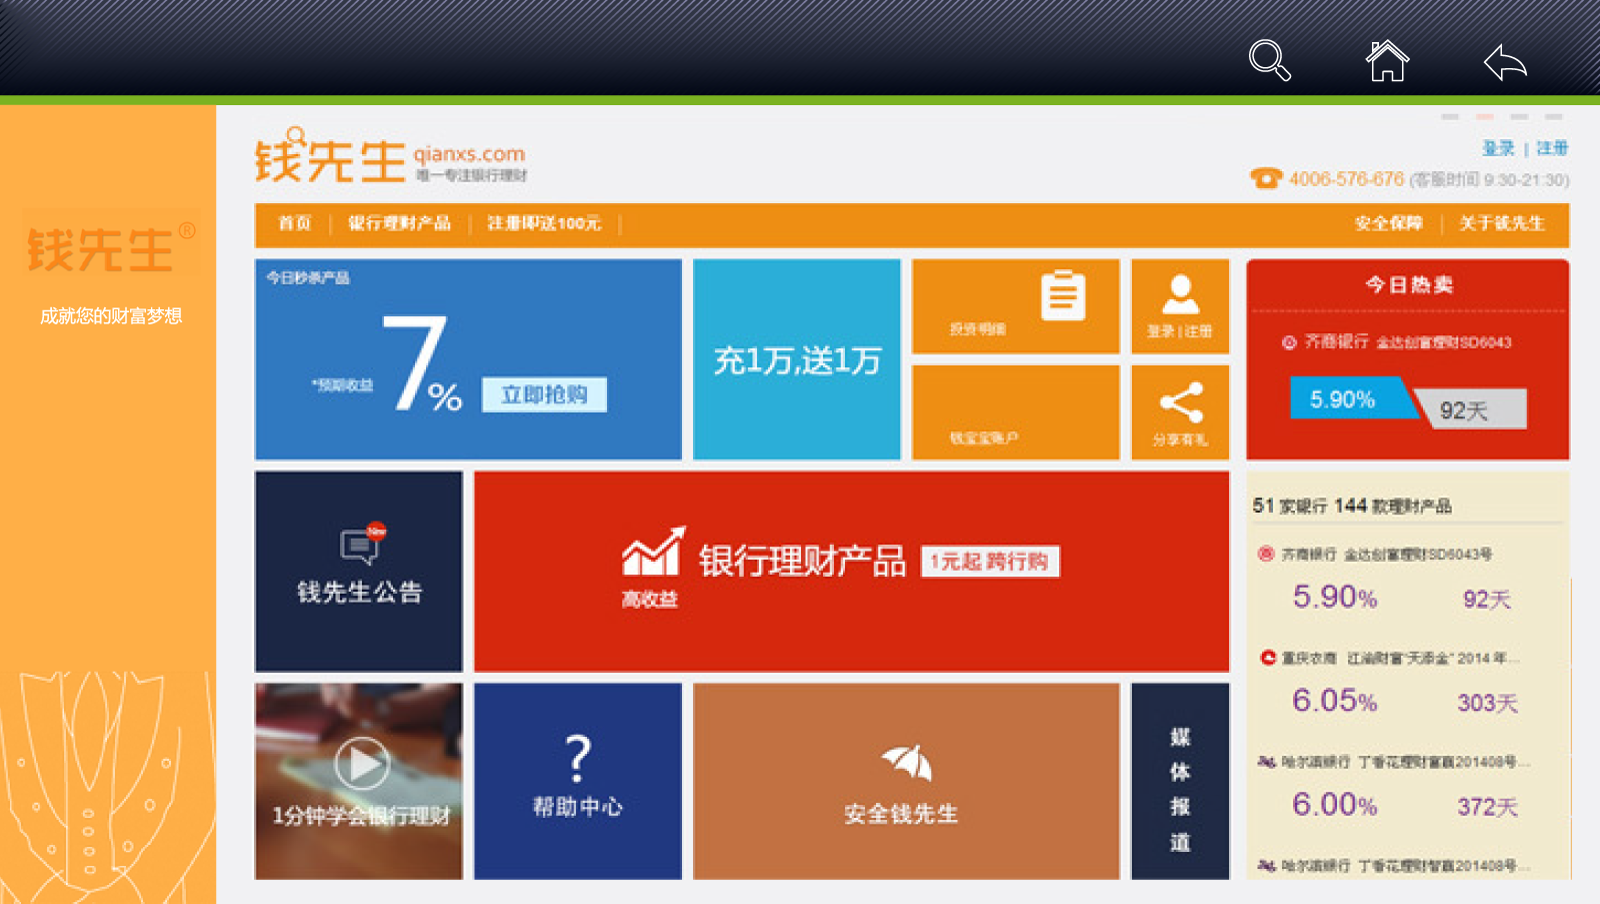 钱先生®
成就您的财富梦想
钱先生 qianxs.com
唯一专注银行理财
登录 | 注册
4006-576-676 (客服时间 9:30-21:30)
首页 | 银行理财产品 | 注册即送100元 |
安全保障 | 关于钱先生
今日秒杀产品
*预期收益 7% 立即抢购
充1万,送1万
投资明细
登录 | 注册
钱宝宝账户
分享有礼
今日热卖
齐商银行 金达创富理财SD6043
5.90% 92天
New
钱先生公告
银行理财产品 1元起 跨行购
高收益
51 家银行 144 款理财产品
齐商银行 金达创富理财SD6043号
5.90% 92天
重庆农商 江渝财富“天添金” 2014 年...
6.05% 303天
哈尔滨银行 丁香花理财富赢201408号...
6.00% 372天
哈尔滨银行 丁香花理财智赢201408号...
1分钟学会银行理财
?
帮助中心
安全钱先生
媒体报道